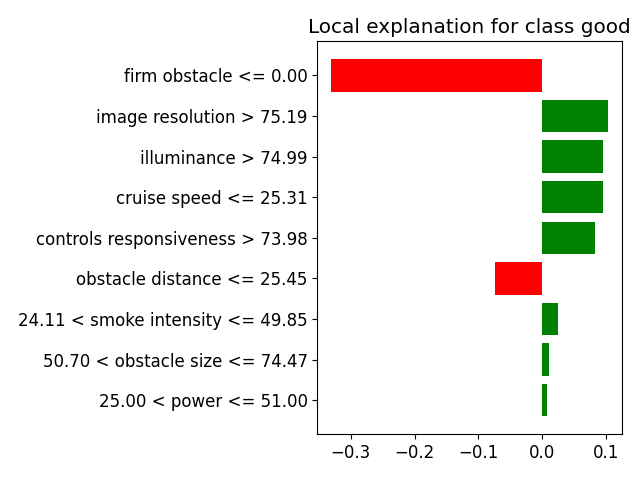 Local explanation for class good
firm obstacle <= 0.00
image resolution > 75.19
illuminance > 74.99
cruise speed <= 25.31
controls responsiveness > 73.98
obstacle distance <= 25.45
24.11 < smoke intensity <= 49.85
50.70 < obstacle size <= 74.47
25.00 < power <= 51.00
−0.3 −0.2 −0.1 0.0 0.1